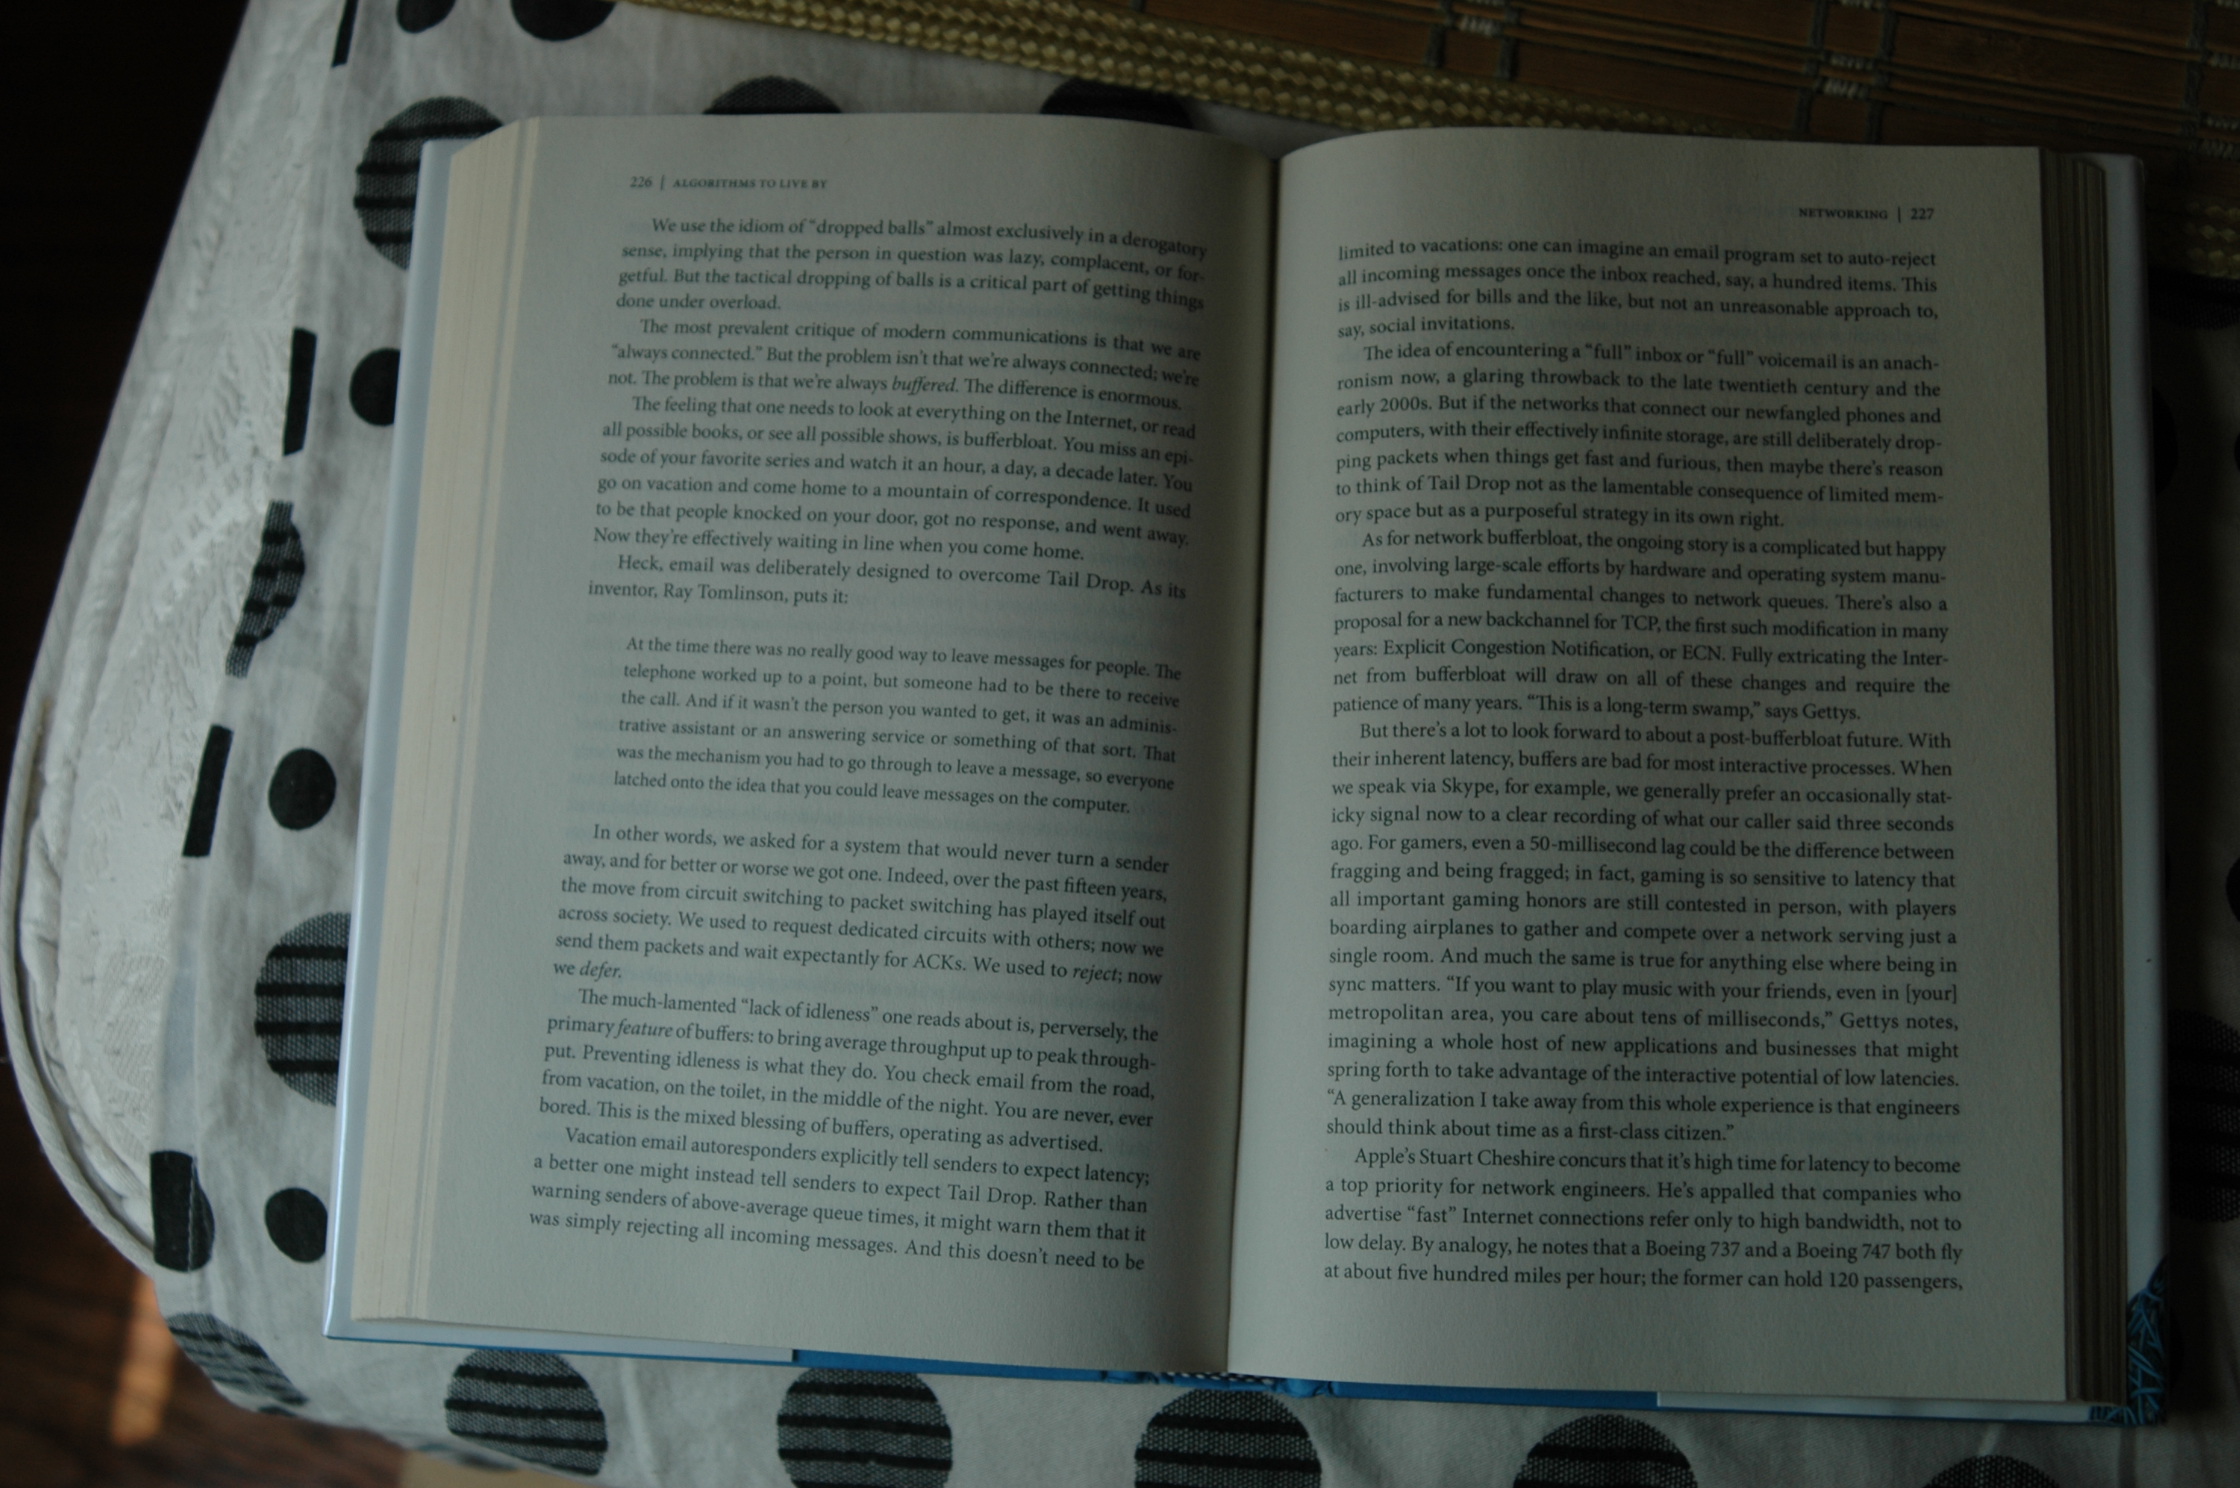 226 | ALGORITHMS TO LIVE BY
We use the idiom of “dropped balls” almost exclusively in a derogatory
sense, implying that the person in question was lazy, complacent, or for-
getful. But the tactical dropping of balls is a critical part of getting things
done under overload.
The most prevalent critique of modern communications is that we are
“always connected.” But the problem isn’t that we’re always connected; we’re
not. The problem is that we’re always buffered. The difference is enormous.
The feeling that one needs to look at everything on the Internet, or read
all possible books, or see all possible shows, is bufferbloat. You miss an epi-
sode of your favorite series and watch it an hour, a day, a decade later. You
go on vacation and come home to a mountain of correspondence. It used
to be that people knocked on your door, got no response, and went away.
Now they’re effectively waiting in line when you come home.
Heck, email was deliberately designed to overcome Tail Drop. As its
inventor, Ray Tomlinson, puts it:
At the time there was no really good way to leave messages for people. The
telephone worked up to a point, but someone had to be there to receive
the call. And if it wasn’t the person you wanted to get, it was an adminis-
trative assistant or an answering service or something of that sort. That
was the mechanism you had to go through to leave a message, so everyone
latched onto the idea that you could leave messages on the computer.
In other words, we asked for a system that would never turn a sender
away, and for better or worse we got one. Indeed, over the past fifteen years,
the move from circuit switching to packet switching has played itself out
across society. We used to request dedicated circuits with others; now we
send them packets and wait expectantly for ACKs. We used to reject; now
we defer.
The much-lamented “lack of idleness” one reads about is, perversely, the
primary feature of buffers: to bring average throughput up to peak through-
put. Preventing idleness is what they do. You check email from the road,
from vacation, on the toilet, in the middle of the night. You are never, ever
bored. This is the mixed blessing of buffers, operating as advertised.
Vacation email autoresponders explicitly tell senders to expect latency;
a better one might instead tell senders to expect Tail Drop. Rather than
warning senders of above-average queue times, it might warn them that it
was simply rejecting all incoming messages. And this doesn’t need to be
NETWORKING | 227
limited to vacations: one can imagine an email program set to auto-reject
all incoming messages once the inbox reached, say, a hundred items. This
is ill-advised for bills and the like, but not an unreasonable approach to,
say, social invitations.
The idea of encountering a “full” inbox or “full” voicemail is an anach-
ronism now, a glaring throwback to the late twentieth century and the
early 2000s. But if the networks that connect our newfangled phones and
computers, with their effectively infinite storage, are still deliberately drop-
ping packets when things get fast and furious, then maybe there’s reason
to think of Tail Drop not as the lamentable consequence of limited mem-
ory space but as a purposeful strategy in its own right.
As for network bufferbloat, the ongoing story is a complicated but happy
one, involving large-scale efforts by hardware and operating system manu-
facturers to make fundamental changes to network queues. There’s also a
proposal for a new backchannel for TCP, the first such modification in many
years: Explicit Congestion Notification, or ECN. Fully extricating the Inter-
net from bufferbloat will draw on all of these changes and require the
patience of many years. “This is a long-term swamp,” says Gettys.
But there’s a lot to look forward to about a post-bufferbloat future. With
their inherent latency, buffers are bad for most interactive processes. When
we speak via Skype, for example, we generally prefer an occasionally stat-
icky signal now to a clear recording of what our caller said three seconds
ago. For gamers, even a 50-millisecond lag could be the difference between
fragging and being fragged; in fact, gaming is so sensitive to latency that
all important gaming honors are still contested in person, with players
boarding airplanes to gather and compete over a network serving just a
single room. And much the same is true for anything else where being in
sync matters. “If you want to play music with your friends, even in [your]
metropolitan area, you care about tens of milliseconds,” Gettys notes,
imagining a whole host of new applications and businesses that might
spring forth to take advantage of the interactive potential of low latencies.
“A generalization I take away from this whole experience is that engineers
should think about time as a first-class citizen.”
Apple’s Stuart Cheshire concurs that it’s high time for latency to become
a top priority for network engineers. He’s appalled that companies who
advertise “fast” Internet connections refer only to high bandwidth, not to
low delay. By analogy, he notes that a Boeing 737 and a Boeing 747 both fly
at about five hundred miles per hour; the former can hold 120 passengers,